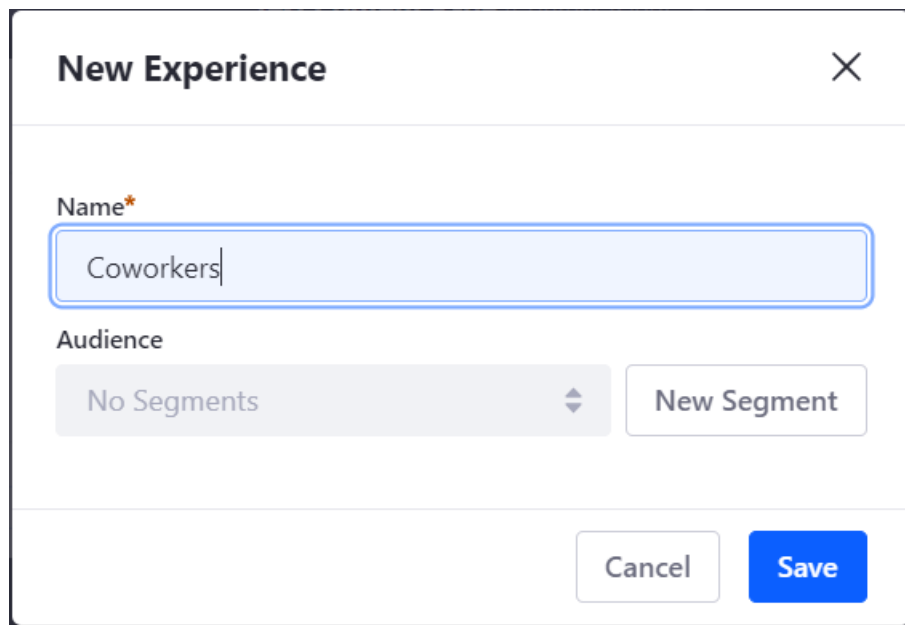 New Experience
Name*
Coworkers
Audience
No Segments
New Segment
Cancel
Save